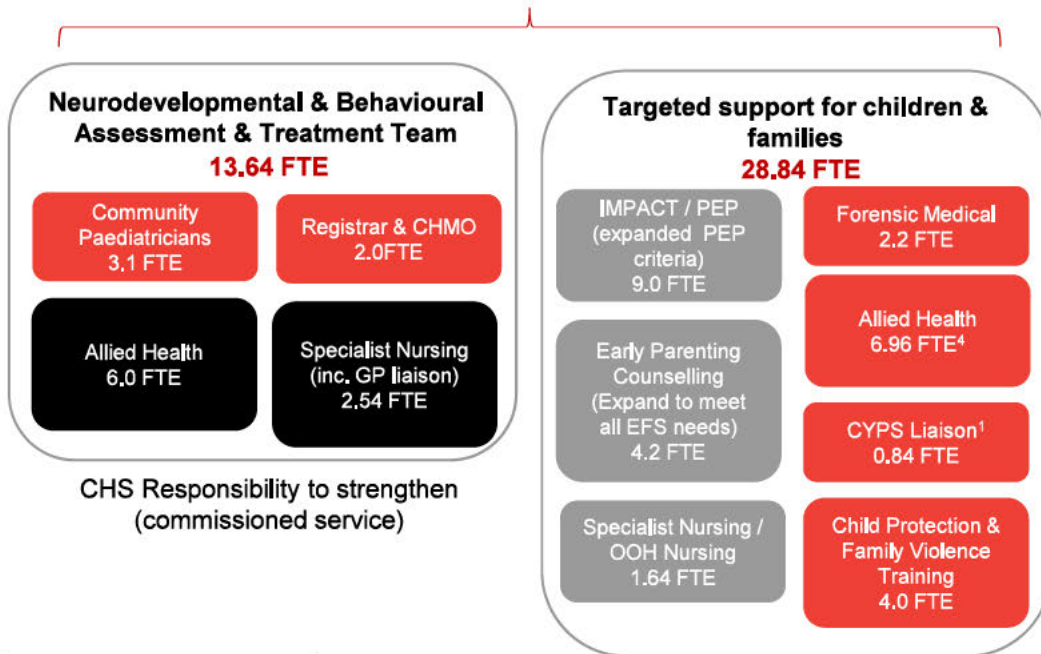 Neurodevelopmental & Behavioural
Assessment & Treatment Team
13.64 FTE
Community
Paediatricians
3.1 FTE
Registrar & CHMO
2.0FTE
Allied Health
6.0 FTE
Specialist Nursing
(inc. GP liaison)
2.54 FTE
CHS Responsibility to strengthen
(commissioned service)
Targeted support for children &
families
28.84 FTE
IMPACT / PEP
(expanded PEP
criteria)
9.0 FTE
Forensic Medical
2.2 FTE
Allied Health
6.96 FTE⁴
Early Parenting
Counselling
(Expand to meet
all EFS needs)
4.2 FTE
CYPS Liaison¹
0.84 FTE
Specialist Nursing /
OOH Nursing
1.64 FTE
Child Protection &
Family Violence
Training
4.0 FTE